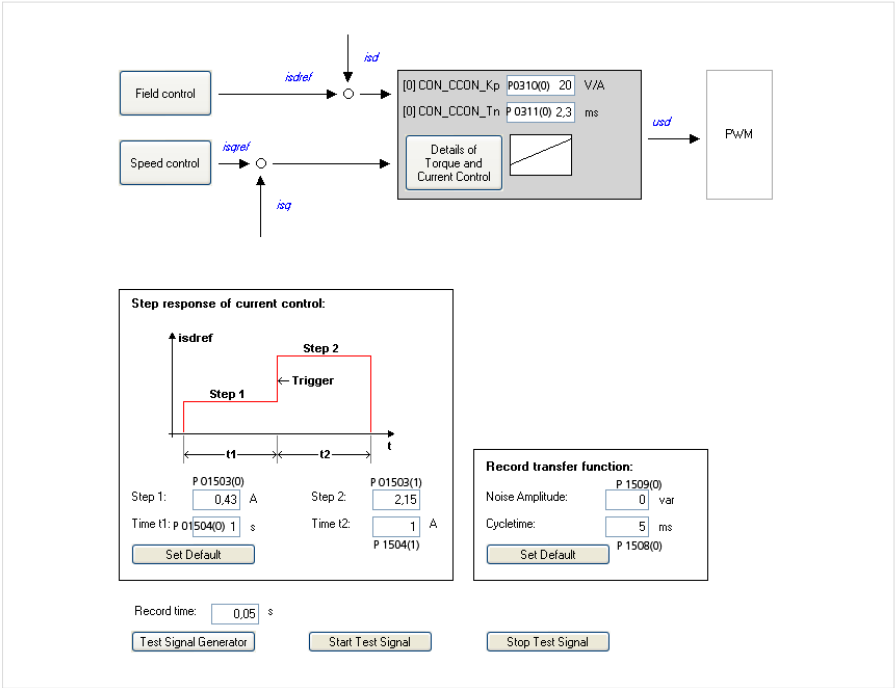 isd
isdref
Field control
[0] CON_CCON_Kp P0310(0) 20 V/A
[0] CON_CCON_Tn P 0311(0) 2,3 ms
usd
PWM
isqref
Speed control
Details of
Torque and
Current Control
isq
Step response of current control:
isdref
Step 2
Trigger
Step 1
t
t1
t2
P 01503(0)
P 01503(1)
Step 1: 0,43 A
Step 2: 2,15
Time t1: P 01504(0) 1 s
Time t2: 1 A
P 1504(1)
Set Default
Record transfer function:
P 1509(0)
Noise Amplitude: 0 var
Cycletime: 5 ms
P 1508(0)
Set Default
Record time: 0,05 s
Test Signal Generator
Start Test Signal
Stop Test Signal